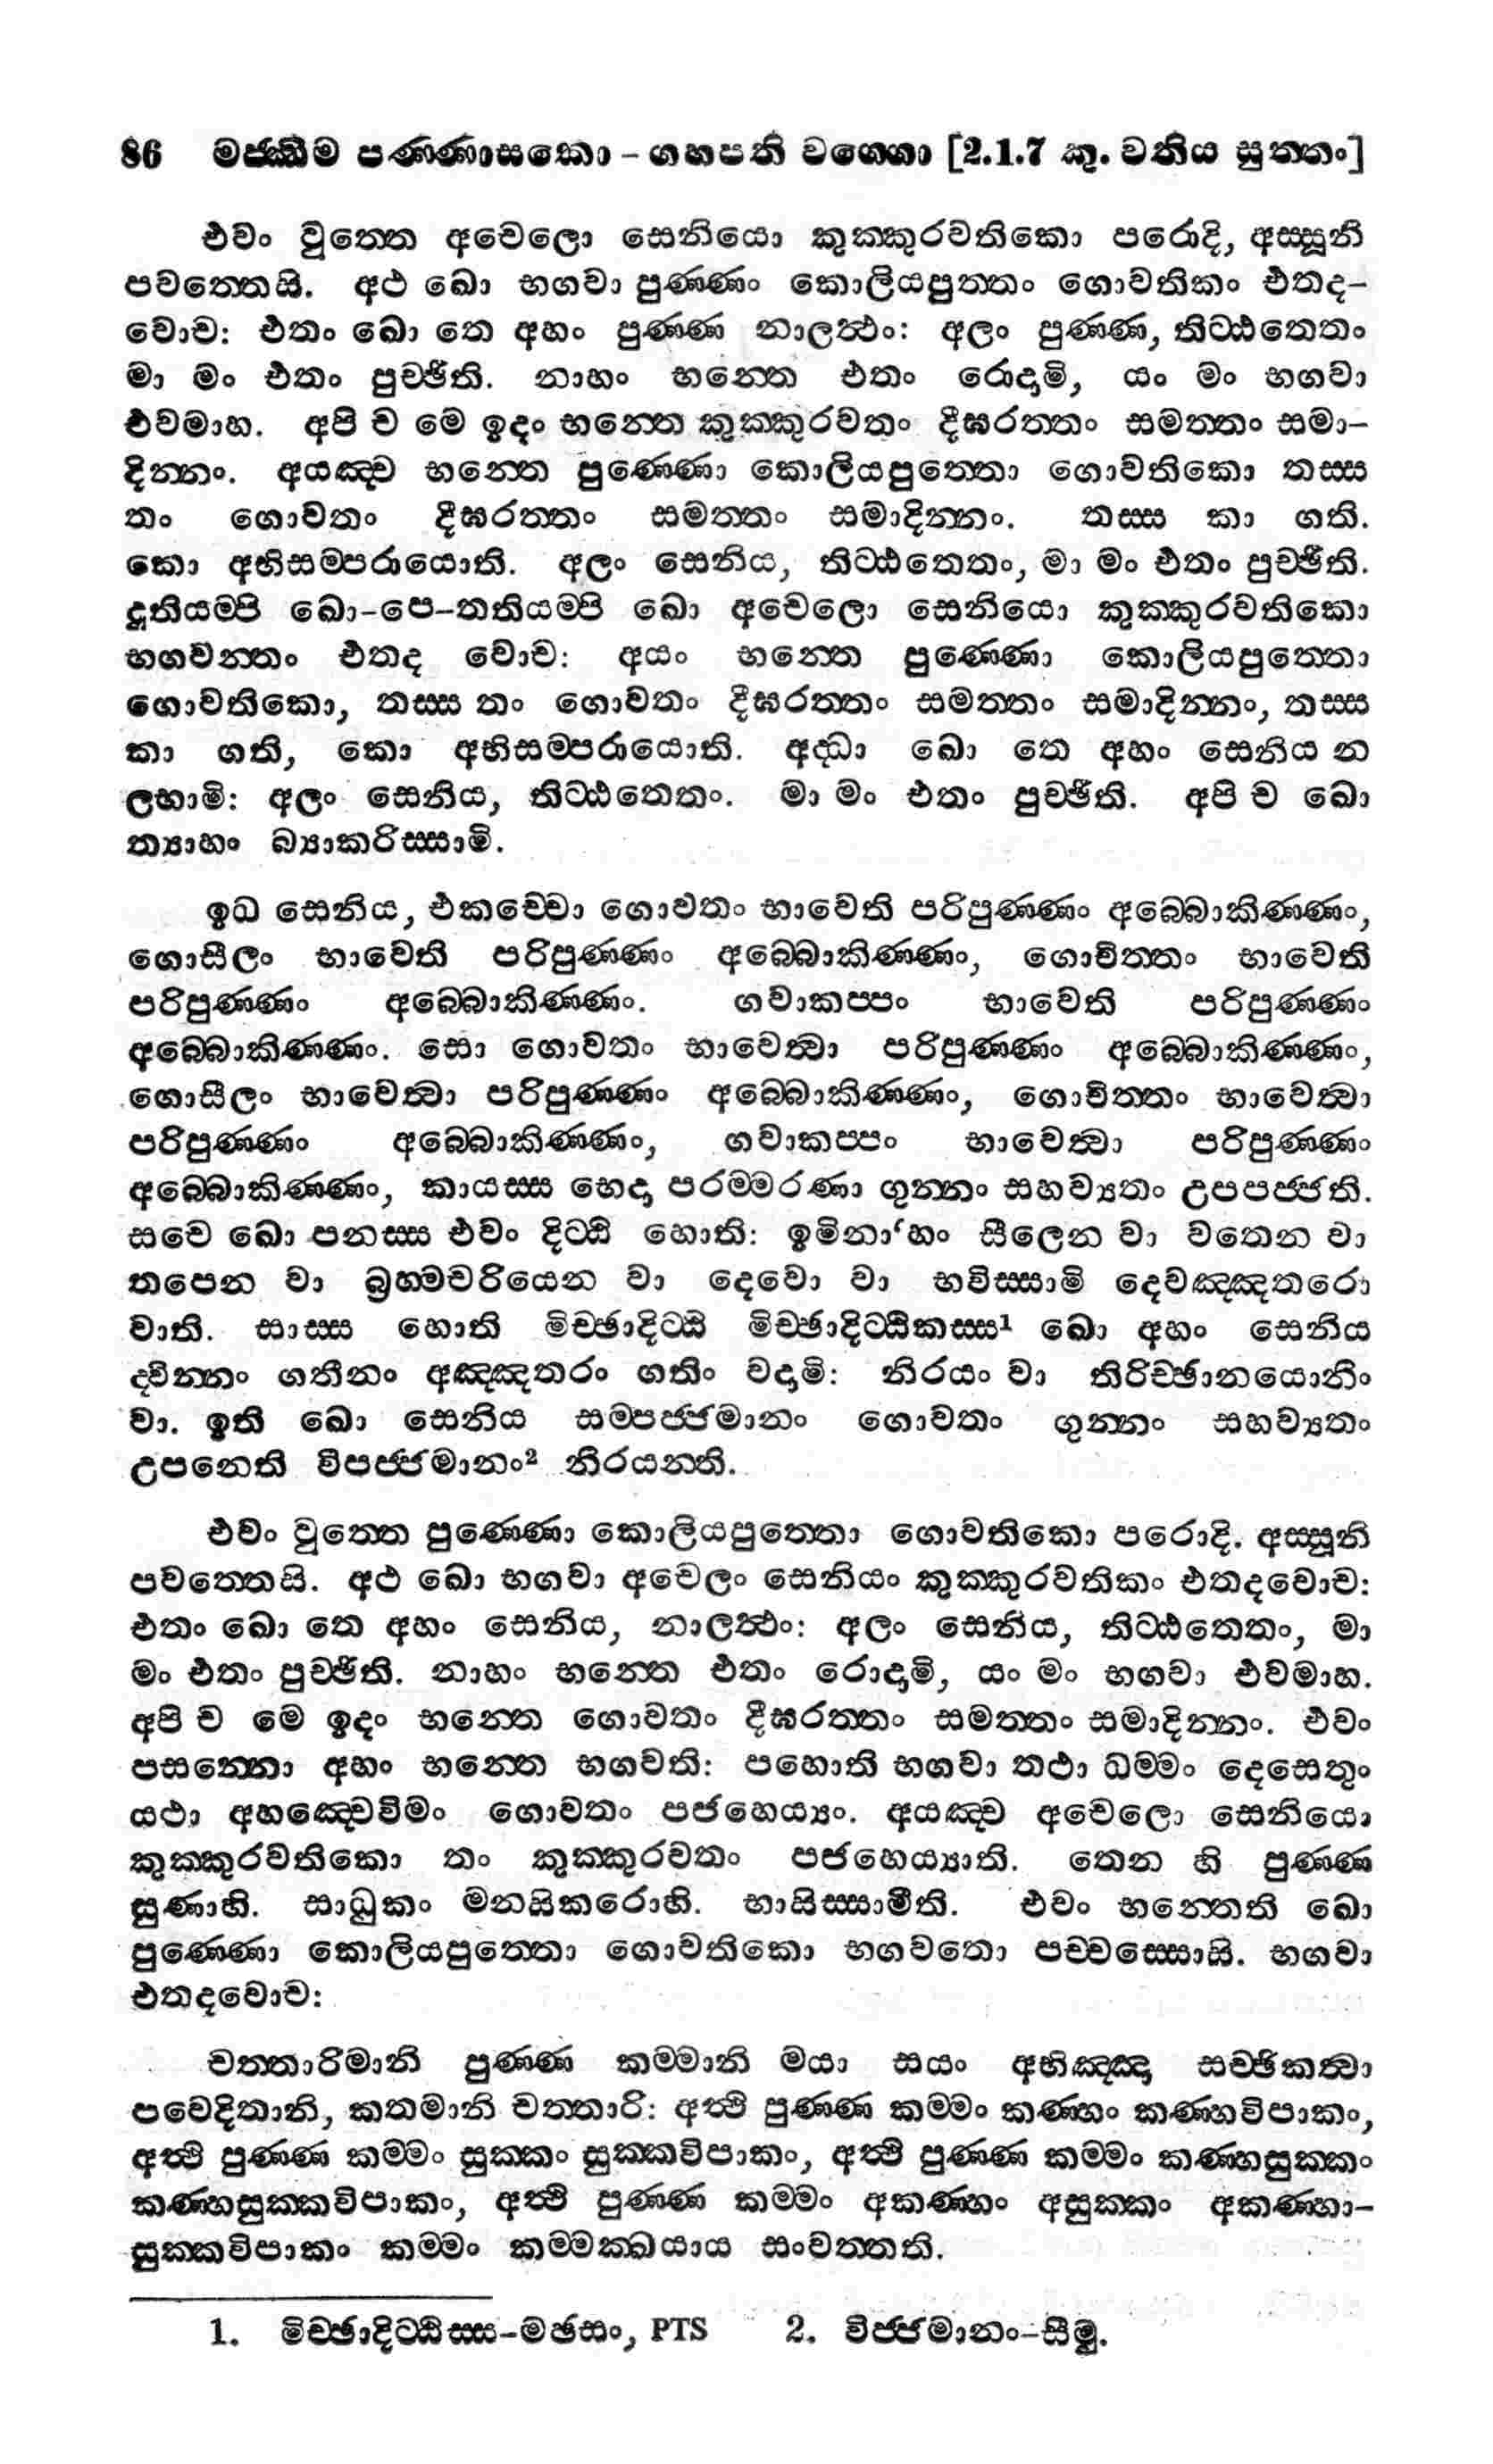 86 මජ්ඣිම පණ්ණාසකො - ගහපති වග්ගො [2.1.7 කු. වතිය සුත්තං]
එවං වුත්තෙ අචෙලො සෙනියො කුක්කුරවතිකො පරොදි, අස්සූනි
පවත්තෙසි. අථ ඛො භගවා පුණ්ණං කොලියපුත්තං ගොවතිකං එතද-
වොච: එතං ඛො තෙ අහං පුණ්ණ නාලත්ථං: අලං පුණ්ණ, තිට්ඨතෙතං
මා මං එතං පුච්ඡීති. නාහං භන්තෙ එතං රොදාමි, යං මං භගවා
එවමාහ. අපි ච මෙ ඉදං භන්තෙ කුක්කුරවතං දීඝරත්තං සමත්තං සමා-
දින්නං. අයඤ්ච භන්තෙ පුණ්ණො කොලියපුත්තො ගොවතිකො තස්ස
තං ගොවතං දීඝරත්තං සමත්තං සමාදින්නං. තස්ස කා ගති.
කො අභිසම්පරායොති. අලං සෙනිය, තිට්ඨතෙතං, මා මං එතං පුච්ඡීති.
දුතියම්පි ඛො-පෙ-තතියම්පි ඛො අචෙලො සෙනියො කුක්කුරවතිකො
භගවන්තං එතද වොච: අයං භන්තෙ පුණ්ණො කොලියපුත්තො
ගොවතිකො, තස්ස තං ගොවතං දීඝරත්තං සමත්තං සමාදින්නං, තස්ස
කා ගති, කො අභිසම්පරායොති. අද්ධා ඛො තෙ අහං සෙනිය න
ලභාමි: අලං සෙනිය, තිට්ඨතෙතං. මා මං එතං පුච්ඡීති. අපි ච ඛො
ත්‍යාහං බ්‍යාකරිස්සාමි.
ඉධ සෙනිය, එකච්චො ගොවතං භාවෙති පරිපුණ්ණං අබ්බොකිණ්ණං,
ගොසීලං භාවෙති පරිපුණ්ණං අබ්බොකිණ්ණං, ගොචිත්තං භාවෙති
පරිපුණ්ණං අබ්බොකිණ්ණං. ගවාකප්පං භාවෙති පරිපුණ්ණං
අබ්බොකිණ්ණං. සො ගොවතං භාවෙත්වා පරිපුණ්ණං අබ්බොකිණ්ණං,
ගොසීලං භාවෙත්වා පරිපුණ්ණං අබ්බොකිණ්ණං, ගොචිත්තං භාවෙත්වා
පරිපුණ්ණං අබ්බොකිණ්ණං, ගවාකප්පං භාවෙත්වා පරිපුණ්ණං
අබ්බොකිණ්ණං, කායස්ස භෙදා පරම්මරණා ගුන්නං සහව්‍යතං උපපජ්ජති.
සචෙ ඛො පනස්ස එවං දිට්ඨි හොති: ඉමිනා‘හං සීලෙන වා වතෙන වා
තපෙන වා බ්‍රහ්මචරියෙන වා දෙවො වා භවිස්සාමි දෙවඤ්ඤතරො
වාති. සාස්ස හොති මිච්ඡාදිට්ඨි මිච්ඡාදිට්ඨිකස්ස¹ ඛො අහං සෙනිය
ද්වින්නං ගතීනං අඤ්ඤතරං ගතිං වදාමි: නිරයං වා තිරච්ඡානයොනිං
වා. ඉති ඛො සෙනිය සම්පජ්ජමානං ගොවතං ගුන්නං සහව්‍යතං
උපනෙති විපජ්ජමානං² නිරයන්ති.
එවං වුත්තෙ පුණ්ණො කොලියපුත්තො ගොවතිකො පරොදි. අස්සූනි
පවත්තෙසි. අථ ඛො භගවා අචෙලං සෙනියං කුක්කුරවතිකං එතදවොච:
එතං ඛො තෙ අහං සෙනිය, නාලත්ථං: අලං සෙනිය, තිට්ඨතෙතං, මා
මං එතං පුච්ඡීති. නාහං භන්තෙ එතං රොදාමි, යං මං භගවා එවමාහ.
අපි ච මෙ ඉදං භන්තෙ ගොවතං දීඝරත්තං සමත්තං සමාදින්නං. එවං
පසන්නො අහං භන්තෙ භගවති: පහොති භගවා තථා ධම්මං දෙසෙතුං
යථා අහඤ්චෙවිමං ගොවතං පජහෙය්‍යං. අයඤ්ච අචෙලො සෙනියො
කුක්කුරවතිකො තං කුක්කුරවතං පජහෙය්‍යාති. තෙන හි පුණ්ණ
සුණාහි. සාධුකං මනසිකරොහි. භාසිස්සාමීති. එවං භන්තෙති ඛො
පුණ්ණො කොලියපුත්තො ගොවතිකො භගවතො පච්චස්සොසි. භගවා
එතදවොච:
චත්තාරිමානි පුණ්ණ කම්මානි මයා සයං අභිඤ්ඤා සච්ඡිකත්වා
පවෙදිතානි, කතමානි චත්තාරි: අත්ථි පුණ්ණ කම්මං කණ්හං කණ්හවිපාකං,
අත්ථි පුණ්ණ කම්මං සුක්කං සුක්කවිපාකං, අත්ථි පුණ්ණ කම්මං කණ්හසුක්කං
කණ්හසුක්කවිපාකං, අත්ථි පුණ්ණ කම්මං අකණ්හං අසුක්කං අකණ්හා-
සුක්කවිපාකං කම්මං කම්මක්ඛයාය සංවත්තති.
1. මිච්ඡාදිට්ඨිස්ස-මඡසං, PTS 2. විජ්ජමානං-සීමු.